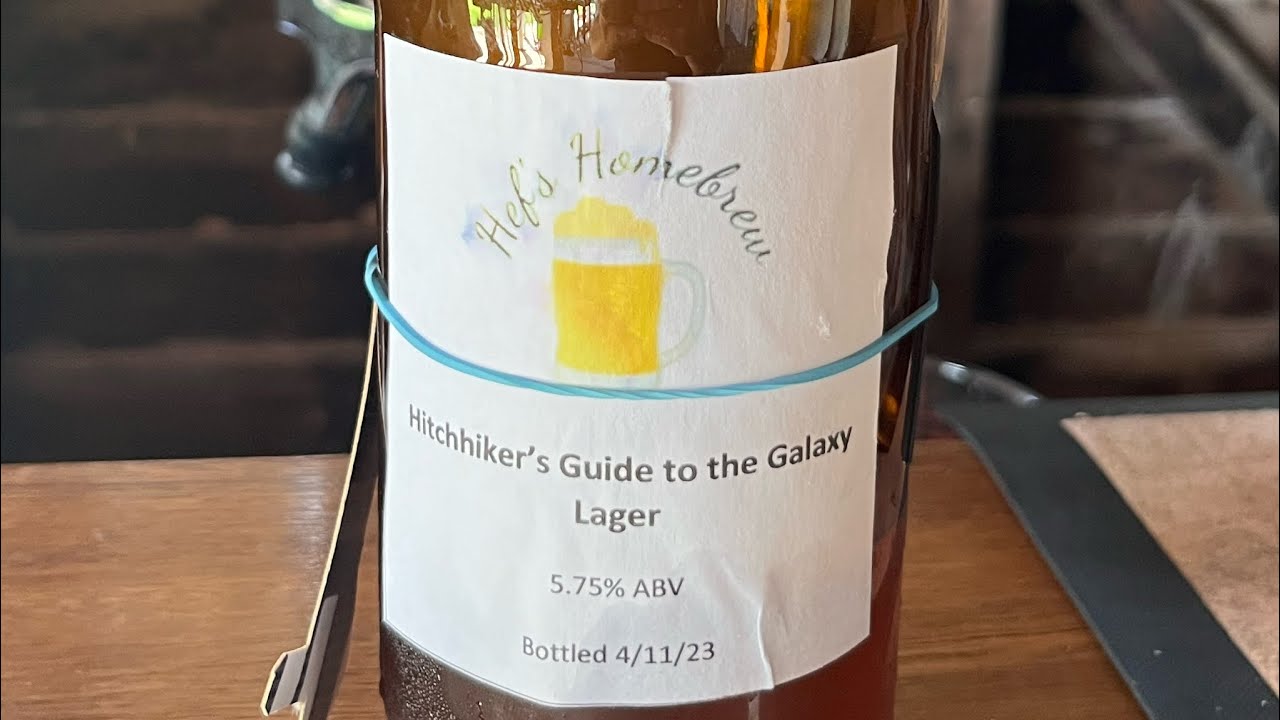 Hef's Homebrew
Hitchhiker’s Guide to the Galaxy
Lager
5.75% ABV
Bottled 4/11/23